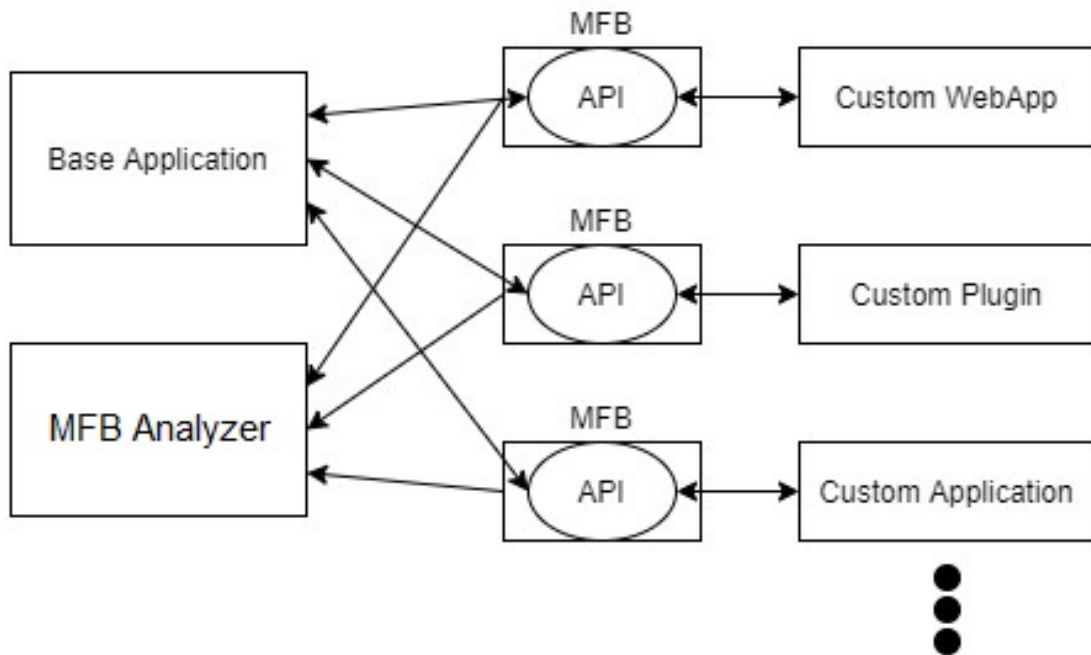 MFB
API
Custom WebApp
Base Application
MFB
API
Custom Plugin
MFB Analyzer
MFB
API
Custom Application